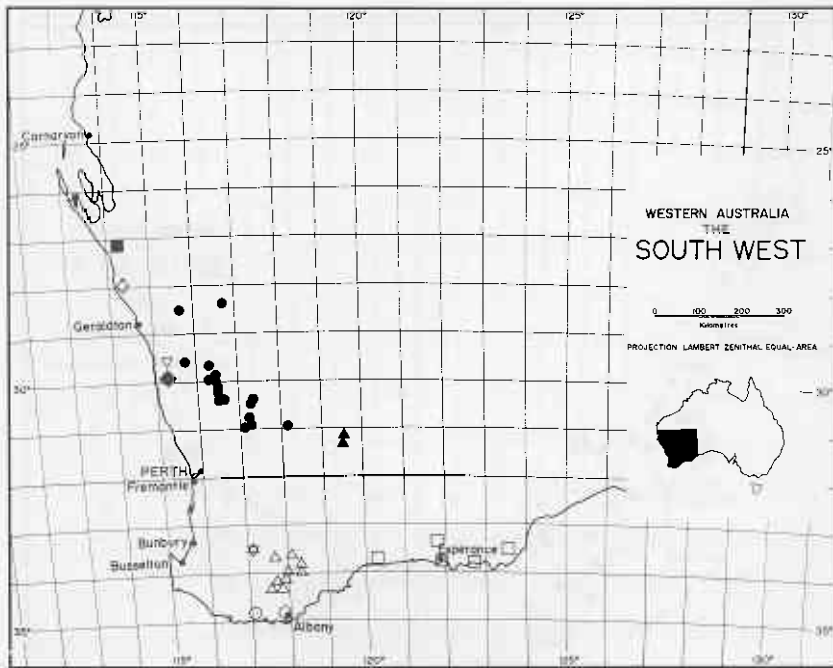 115° 120° 125° 130°
Carnarvon
25°
WESTERN AUSTRALIA
THE
SOUTH WEST
0 100 200 300
Kilometres
PROJECTION LAMBERT ZENITHAL EQUAL-AREA
Geraldton
30° 30°
PERTH
Fremantle
Bunbury
Busselton
Esperance
Albany
35° 35°
115° 120° 125° 130°